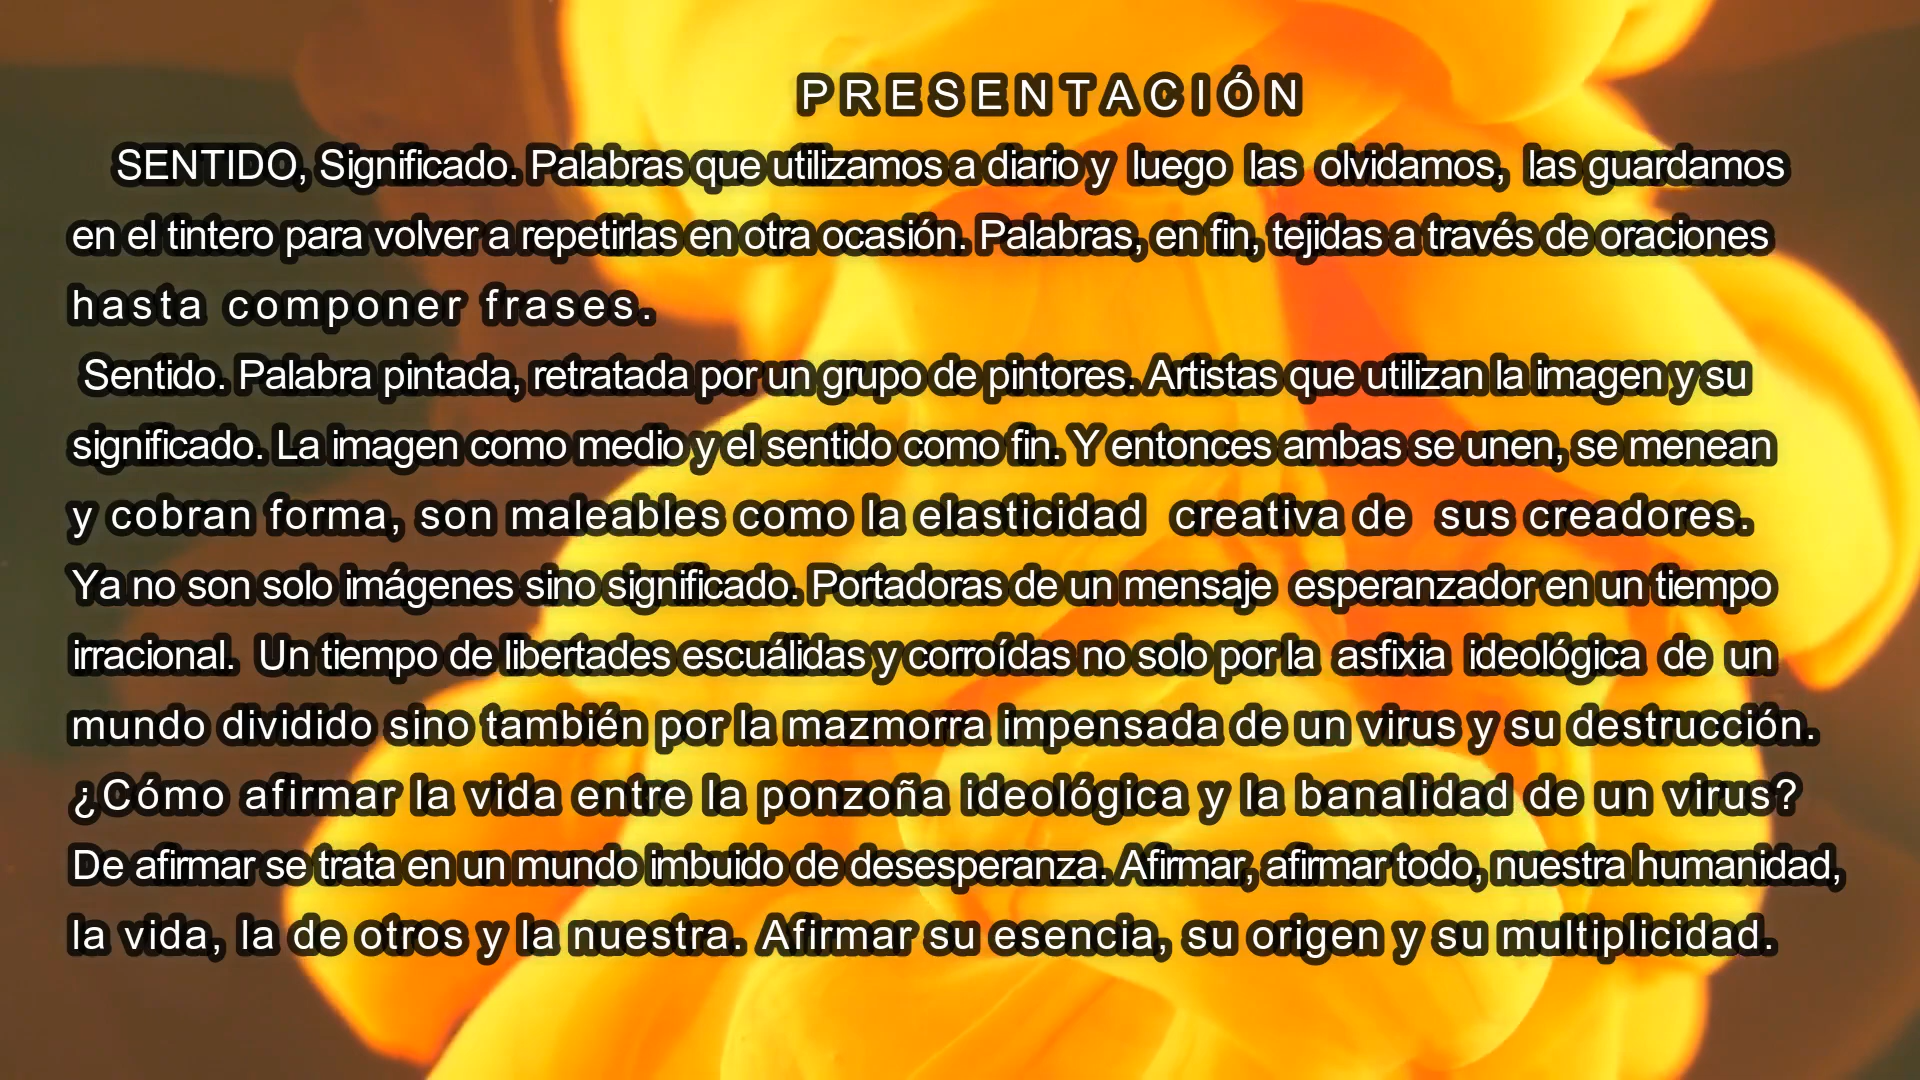 PRESENTACIÓN
SENTIDO, Significado. Palabras que utilizamos a diario y luego las olvidamos, las guardamos
en el tintero para volver a repetirlas en otra ocasión. Palabras, en fin, tejidas a través de oraciones
hasta componer frases.
Sentido. Palabra pintada, retratada por un grupo de pintores. Artistas que utilizan la imagen y su
significado. La imagen como medio y el sentido como fin. Y entonces ambas se unen, se menean
y cobran forma, son maleables como la elasticidad creativa de sus creadores.
Ya no son solo imágenes sino significado. Portadoras de un mensaje esperanzador en un tiempo
irracional. Un tiempo de libertades escuálidas y corroídas no solo por la asfixia ideológica de un
mundo dividido sino también por la mazmorra impensada de un virus y su destrucción.
¿Cómo afirmar la vida entre la ponzoña ideológica y la banalidad de un virus?
De afirmar se trata en un mundo imbuido de desesperanza. Afirmar, afirmar todo, nuestra humanidad,
la vida, la de otros y la nuestra. Afirmar su esencia, su origen y su multiplicidad.